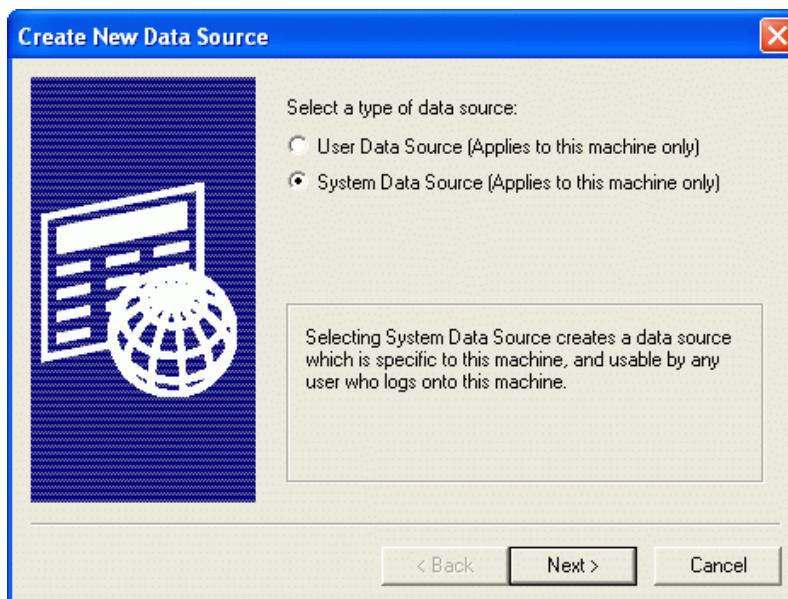 Create New Data Source
Select a type of data source:
User Data Source (Applies to this machine only)
System Data Source (Applies to this machine only)
Selecting System Data Source creates a data source
which is specific to this machine, and usable by any
user who logs onto this machine.
< Back
Next >
Cancel